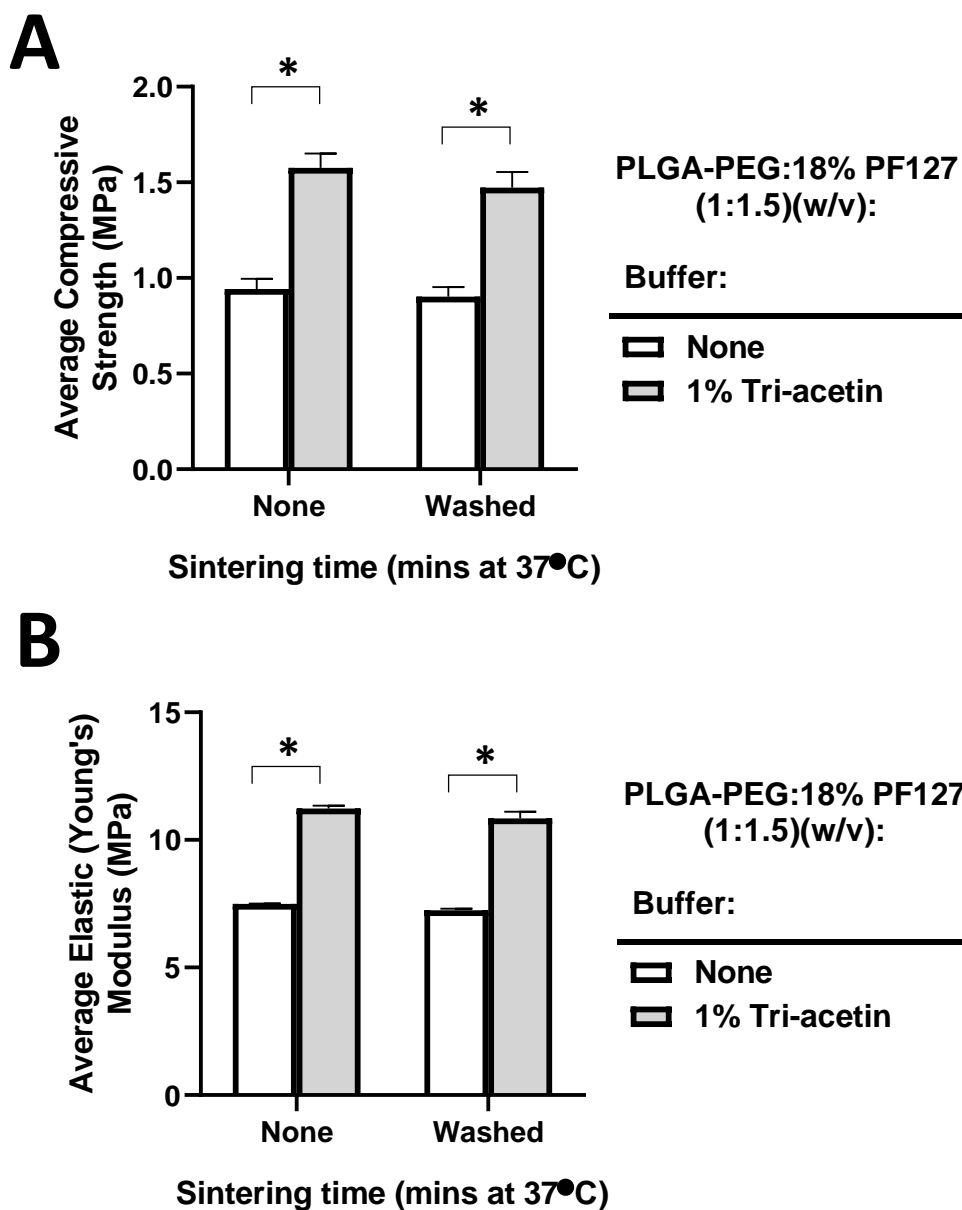 A
Average Compressive
Strength (MPa)
2.0
1.5
1.0
0.5
0.0
*
*
None
Washed
Sintering time (mins at 37●C)
PLGA-PEG:18% PF127
(1:1.5)(w/v):
Buffer:
None
1% Tri-acetin
B
Average Elastic (Young's)
Modulus (MPa)
15
10
5
0
*
*
None
Washed
Sintering time (mins at 37●C)
PLGA-PEG:18% PF127
(1:1.5)(w/v):
Buffer:
None
1% Tri-acetin